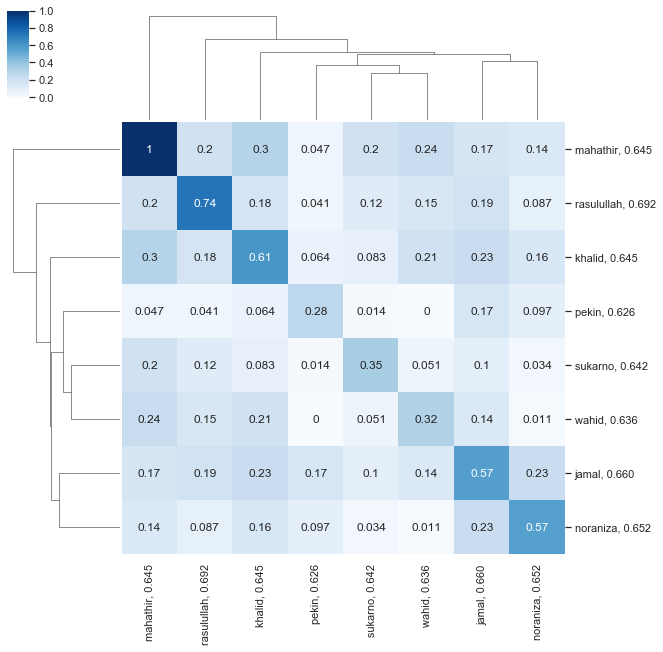 1.0
0.8
0.6
0.4
0.2
0.0
1 0.2 0.3 0.047 0.2 0.24 0.17 0.14 mahathir, 0.645
0.2 0.74 0.18 0.041 0.12 0.15 0.19 0.087 rasulullah, 0.692
0.3 0.18 0.61 0.064 0.083 0.21 0.23 0.16 khalid, 0.645
0.047 0.041 0.064 0.28 0.014 0 0.17 0.097 pekin, 0.626
0.2 0.12 0.083 0.014 0.35 0.051 0.1 0.034 sukarno, 0.642
0.24 0.15 0.21 0 0.051 0.32 0.14 0.011 wahid, 0.636
0.17 0.19 0.23 0.17 0.1 0.14 0.57 0.23 jamal, 0.660
0.14 0.087 0.16 0.097 0.034 0.011 0.23 0.57 noraniza, 0.652
mahathir, 0.645
rasulullah, 0.692
khalid, 0.645
pekin, 0.626
sukarno, 0.642
wahid, 0.636
jamal, 0.660
noraniza, 0.652